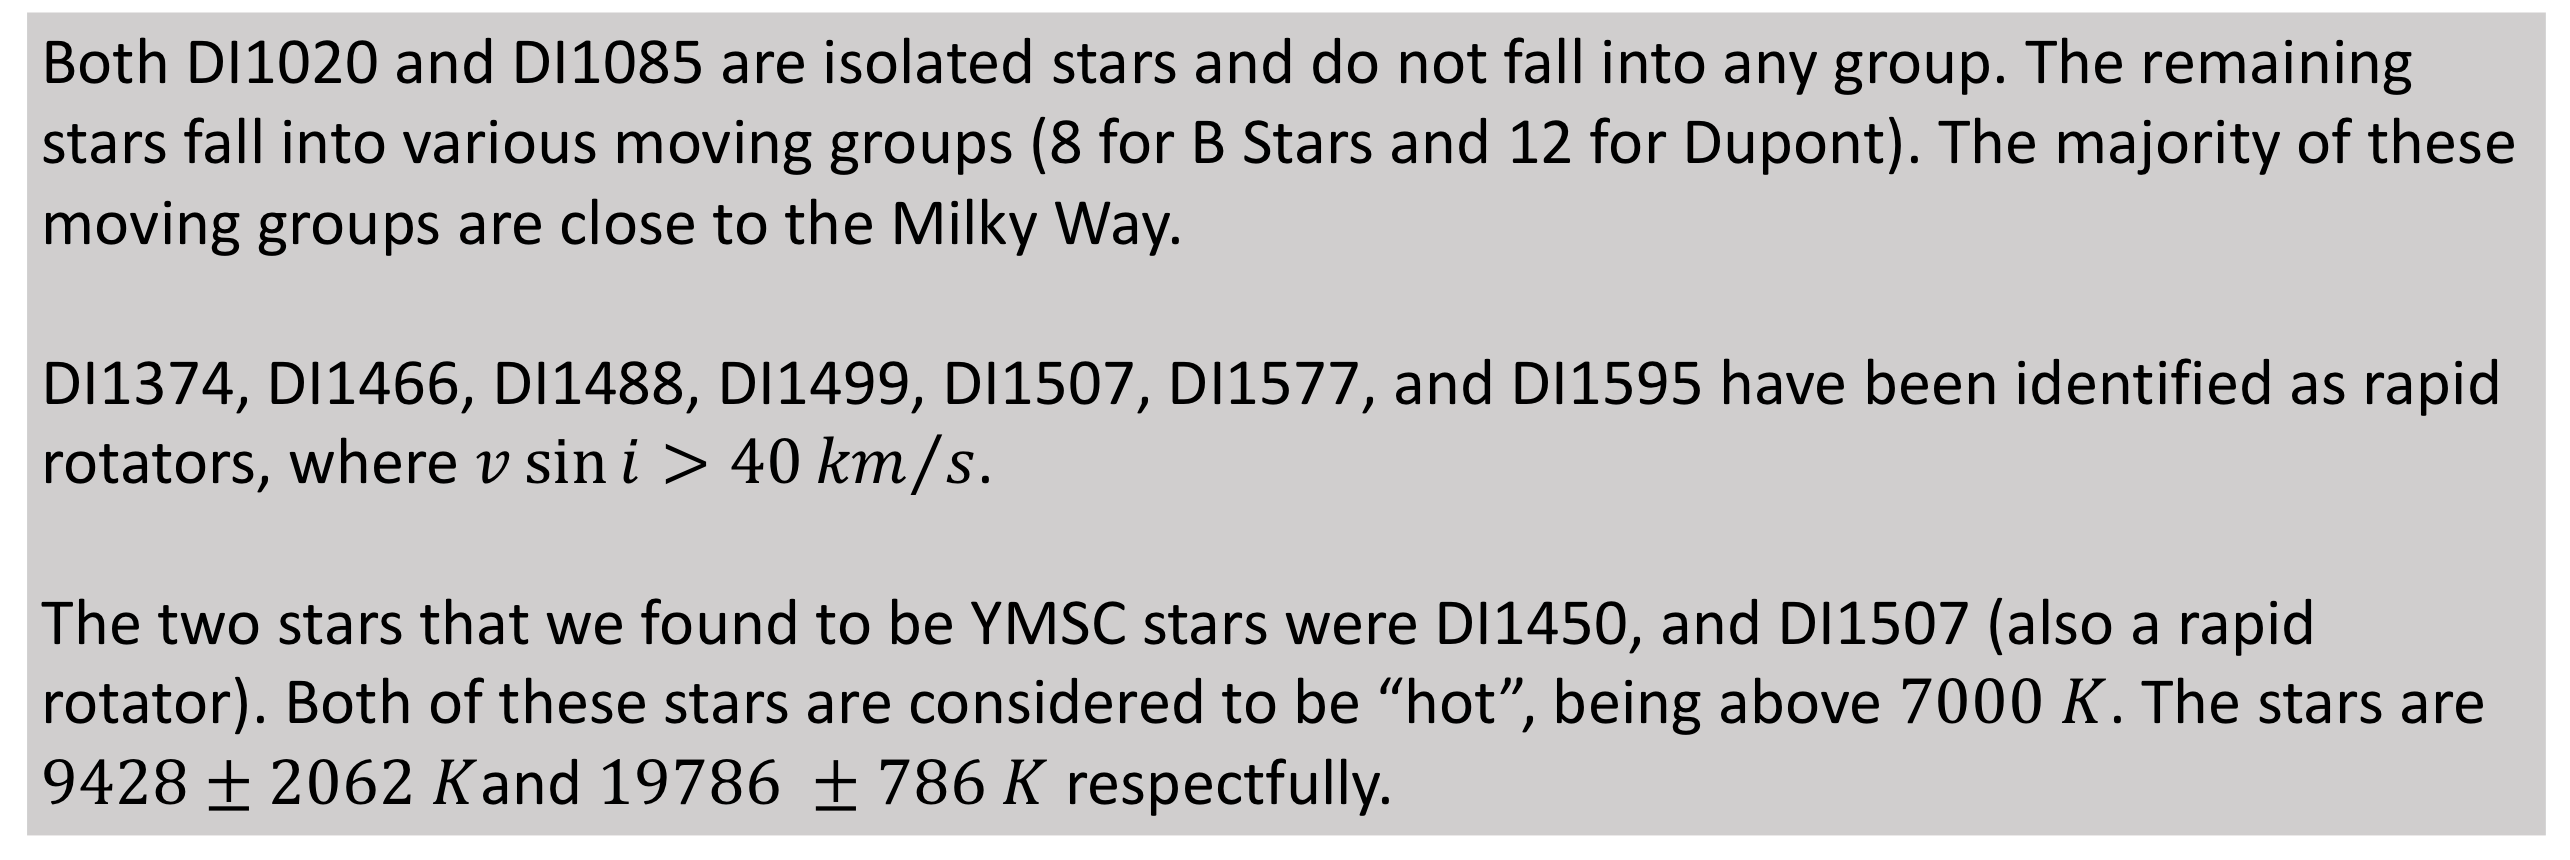 Both DI1020 and DI1085 are isolated stars and do not fall into any group. The remaining
stars fall into various moving groups (8 for B Stars and 12 for Dupont). The majority of these
moving groups are close to the Milky Way.
DI1374, DI1466, DI1488, DI1499, DI1507, DI1577, and DI1595 have been identified as rapid
rotators, where v sin i > 40 km/s.
The two stars that we found to be YMSC stars were DI1450, and DI1507 (also a rapid
rotator). Both of these stars are considered to be “hot”, being above 7000 K. The stars are
9428 ± 2062 K and 19786 ± 786 K respectfully.